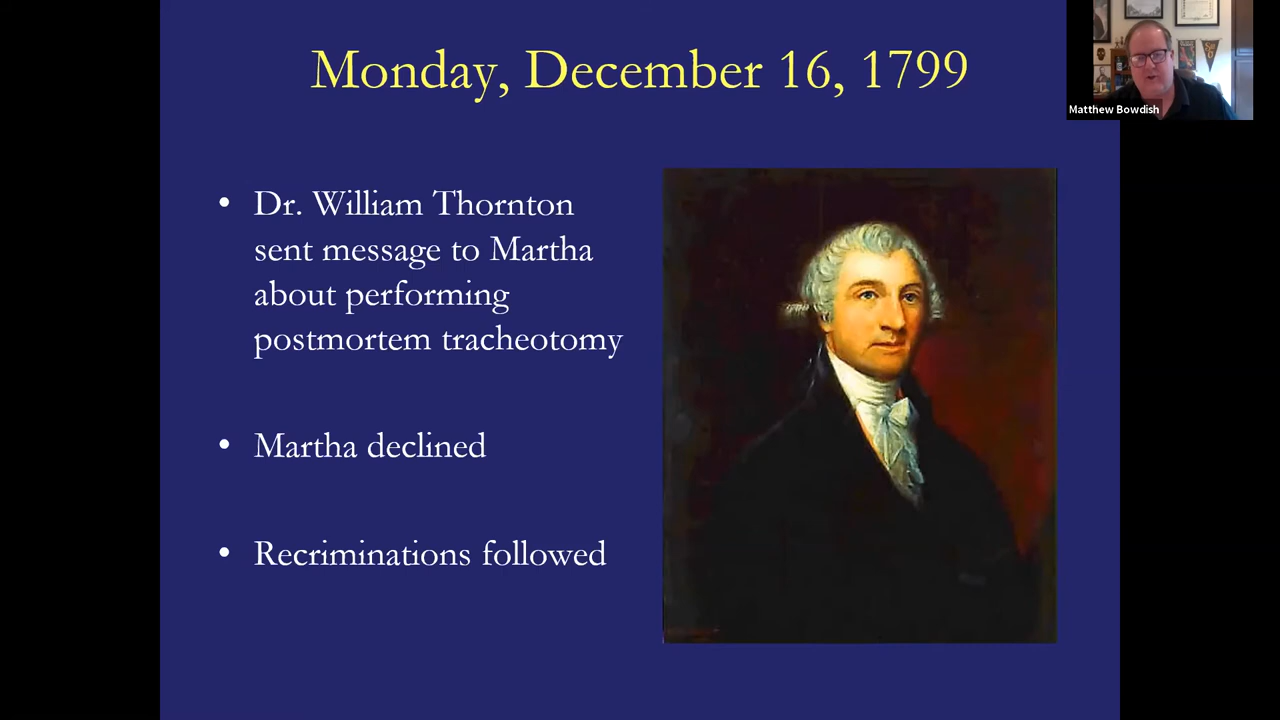 Monday, December 16, 1799
Matthew Bowdish
• Dr. William Thornton
sent message to Martha
about performing
postmortem tracheotomy
• Martha declined
• Recriminations followed